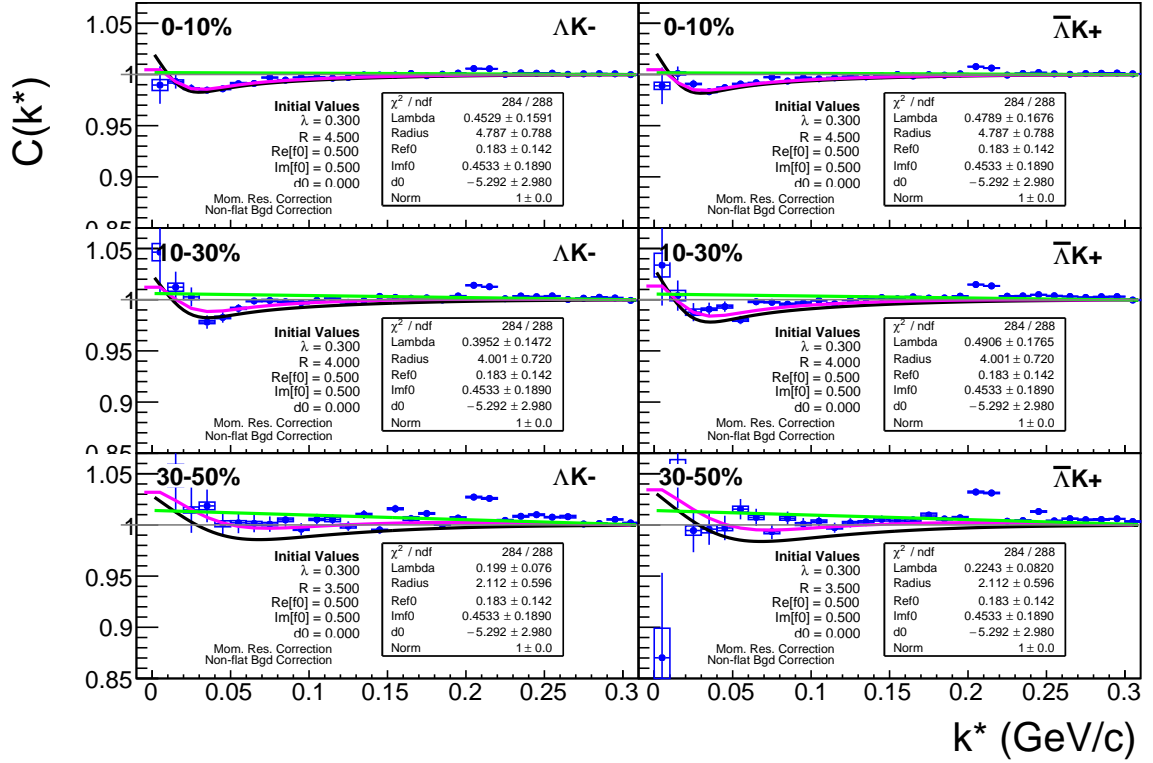 C(k*)
1.05
1
0.95
0.9
0.85
0-10%
ΛK-
Initial Values
λ = 0.300
R = 4.500
Re[f0] = 0.500
Im[f0] = 0.500
d0 = 0.000
Mom. Res. Correction
Non-flat Bgd Correction
χ² / ndf 284 / 288
Lambda 0.4529 ± 0.1591
Radius 4.787 ± 0.788
Ref0 0.183 ± 0.142
Imf0 0.4533 ± 0.1890
d0 −5.292 ± 2.980
Norm 1 ± 0.0
Λ̅K+
Initial Values
λ = 0.300
R = 4.500
Re[f0] = 0.500
Im[f0] = 0.500
d0 = 0.000
Mom. Res. Correction
Non-flat Bgd Correction
χ² / ndf 284 / 288
Lambda 0.4789 ± 0.1676
Radius 4.787 ± 0.788
Ref0 0.183 ± 0.142
Imf0 0.4533 ± 0.1890
d0 −5.292 ± 2.980
Norm 1 ± 0.0
0-10%
1.05
1
0.95
0.9
0.85
10-30%
ΛK-
Initial Values
λ = 0.300
R = 4.000
Re[f0] = 0.500
Im[f0] = 0.500
d0 = 0.000
Mom. Res. Correction
Non-flat Bgd Correction
χ² / ndf 284 / 288
Lambda 0.3952 ± 0.1472
Radius 4.001 ± 0.720
Ref0 0.183 ± 0.142
Imf0 0.4533 ± 0.1890
d0 −5.292 ± 2.980
Norm 1 ± 0.0
10-30%
Λ̅K+
Initial Values
λ = 0.300
R = 4.000
Re[f0] = 0.500
Im[f0] = 0.500
d0 = 0.000
Mom. Res. Correction
Non-flat Bgd Correction
χ² / ndf 284 / 288
Lambda 0.4906 ± 0.1765
Radius 4.001 ± 0.720
Ref0 0.183 ± 0.142
Imf0 0.4533 ± 0.1890
d0 −5.292 ± 2.980
Norm 1 ± 0.0
1.05
1
0.95
0.9
0.85
30-50%
ΛK-
Initial Values
λ = 0.300
R = 3.500
Re[f0] = 0.500
Im[f0] = 0.500
d0 = 0.000
Mom. Res. Correction
Non-flat Bgd Correction
χ² / ndf 284 / 288
Lambda 0.199 ± 0.076
Radius 2.112 ± 0.596
Ref0 0.183 ± 0.142
Imf0 0.4533 ± 0.1890
d0 −5.292 ± 2.980
Norm 1 ± 0.0
30-50%
Λ̅K+
Initial Values
λ = 0.300
R = 3.500
Re[f0] = 0.500
Im[f0] = 0.500
d0 = 0.000
Mom. Res. Correction
Non-flat Bgd Correction
χ² / ndf 284 / 288
Lambda 0.2243 ± 0.0820
Radius 2.112 ± 0.596
Ref0 0.183 ± 0.142
Imf0 0.4533 ± 0.1890
d0 −5.292 ± 2.980
Norm 1 ± 0.0
0 0.05 0.1 0.15 0.2 0.25 0.3
0 0.05 0.1 0.15 0.2 0.25 0.3
k* (GeV/c)